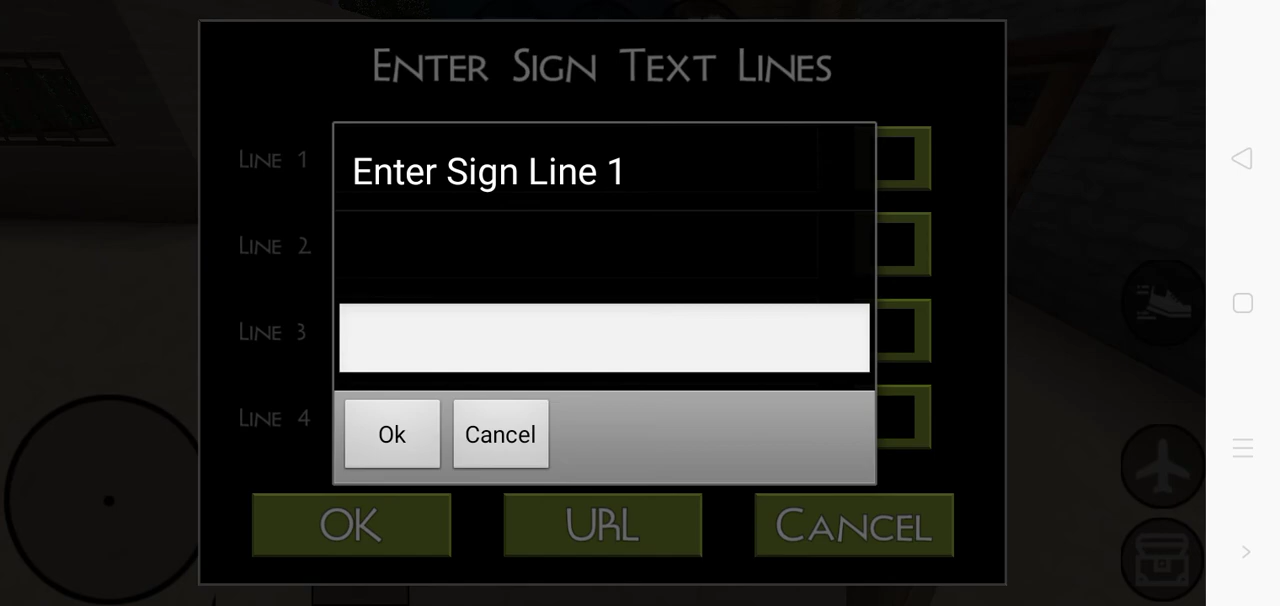 Enter Sign Text Lines
Line 1
Enter Sign Line 1
Line 2
Line 3
Line 4
Ok Cancel
OK URL Cancel